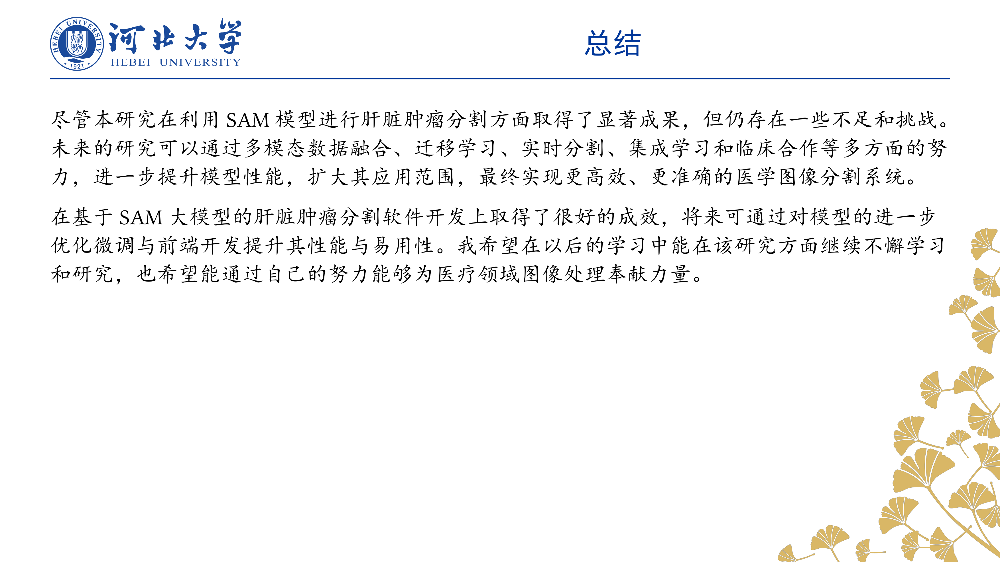 HEBEI UNIVERSITY
1921
河北大学
HEBEI UNIVERSITY
总结
尽管本研究在利用 SAM 模型进行肝脏肿瘤分割方面取得了显著成果，但仍存在一些不足和挑战。
未来的研究可以通过多模态数据融合、迁移学习、实时分割、集成学习和临床合作等多方面的努
力，进一步提升模型性能，扩大其应用范围，最终实现更高效、更准确的医学图像分割系统。
在基于 SAM 大模型的肝脏肿瘤分割软件开发上取得了很好的成效，将来可通过对模型的进一步
优化微调与前端开发提升其性能与易用性。我希望在以后的学习中能在该研究方面继续不懈学习
和研究，也希望能通过自己的努力能够为医疗领域图像处理奉献力量。